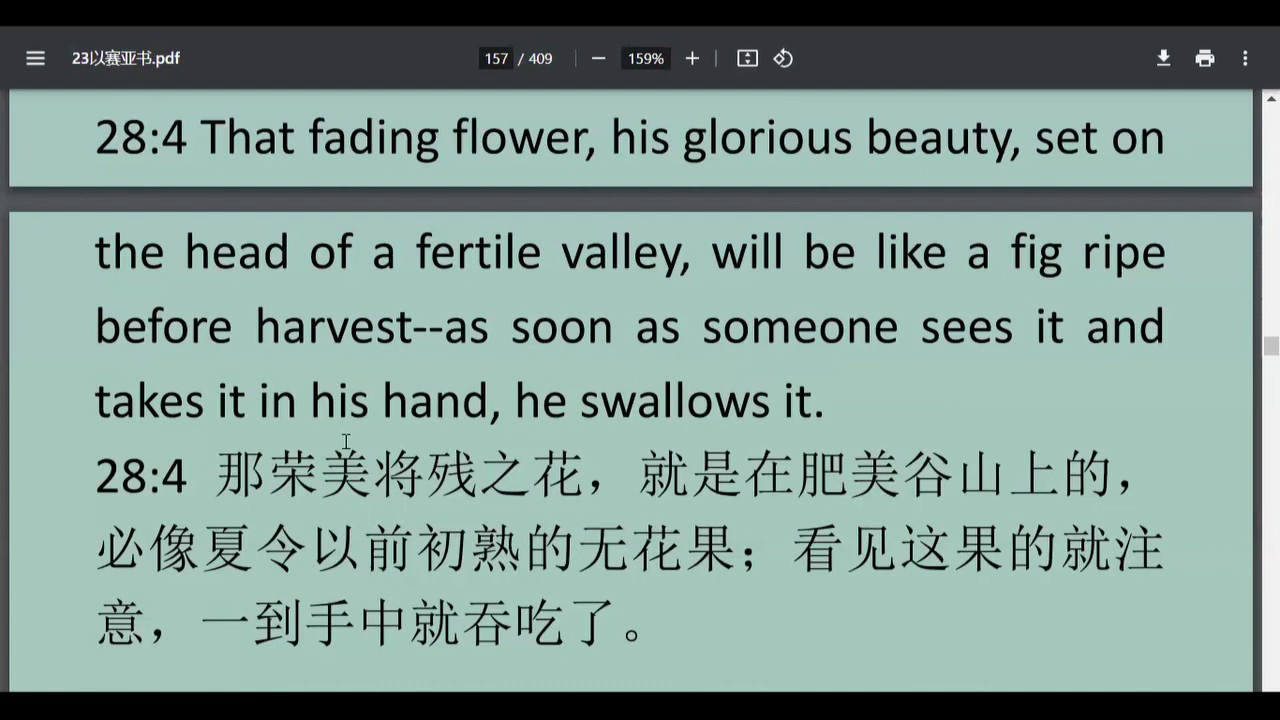 23以赛亚书.pdf
157 / 409
159%
28:4 That fading flower, his glorious beauty, set on
the head of a fertile valley, will be like a fig ripe
before harvest--as soon as someone sees it and
takes it in his hand, he swallows it.
28:4 那荣美将残之花，就是在肥美谷山上的，
必像夏令以前初熟的无花果；看见这果的就注
意，一到手中就吞吃了。